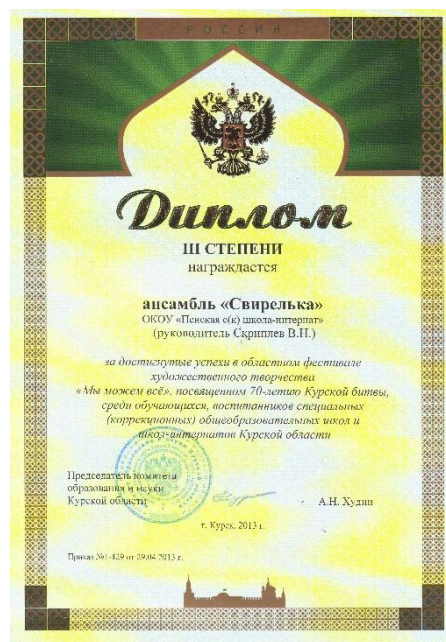 РОССИЯ
Диплом
III СТЕПЕНИ
награждается
ансамбль «Свирелька»
ОКОУ «Пенская с(к) школа-интернат»
(руководитель Скриплев В.Н.)
за достигнутые успехи в областном фестивале
художественного творчества
«Мы можем всё», посвященном 70-летию Курской битвы,
среди обучающихся, воспитанников специальных
(коррекционных) общеобразовательных школ и
школ-интернатов Курской области
Председатель комитета
образования и науки
Курской области
А.Н. Худин
г. Курск, 2013 г.
Приказ №1-429 от 29.04 2013 г.